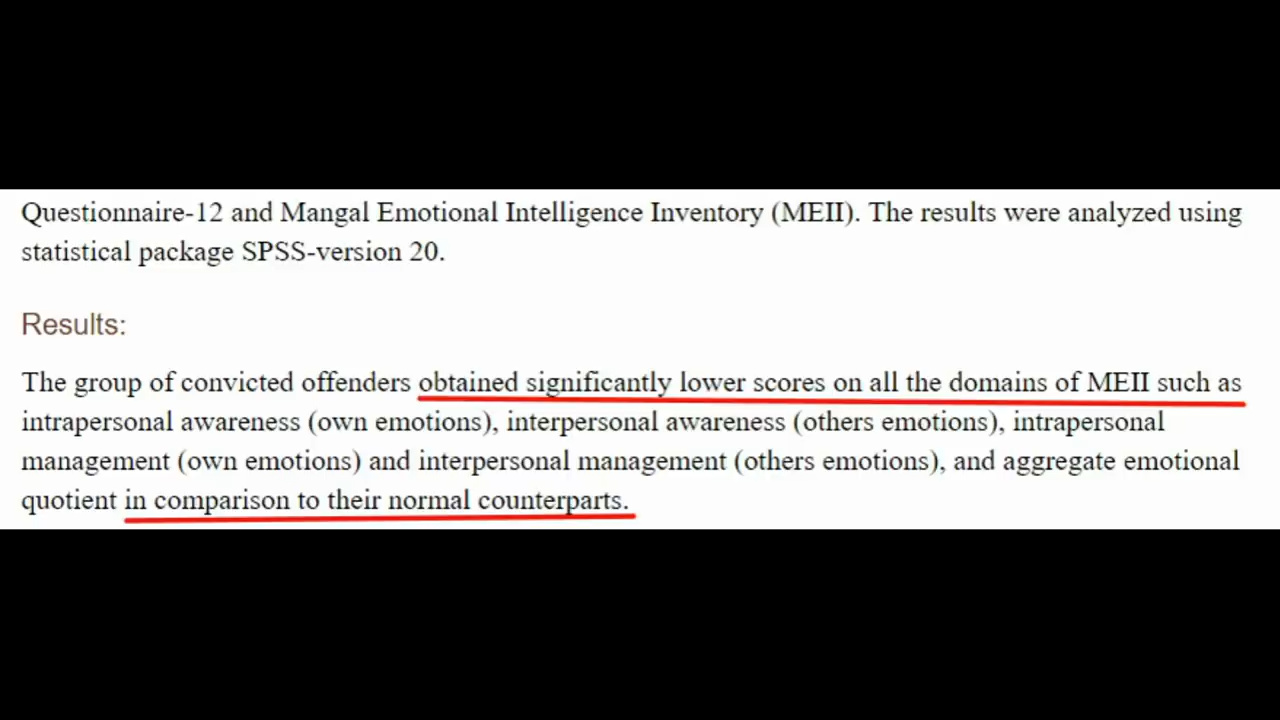 Questionnaire-12 and Mangal Emotional Intelligence Inventory (MEII). The results were analyzed using
statistical package SPSS-version 20.
Results:
The group of convicted offenders obtained significantly lower scores on all the domains of MEII such as
intrapersonal awareness (own emotions), interpersonal awareness (others emotions), intrapersonal
management (own emotions) and interpersonal management (others emotions), and aggregate emotional
quotient in comparison to their normal counterparts.